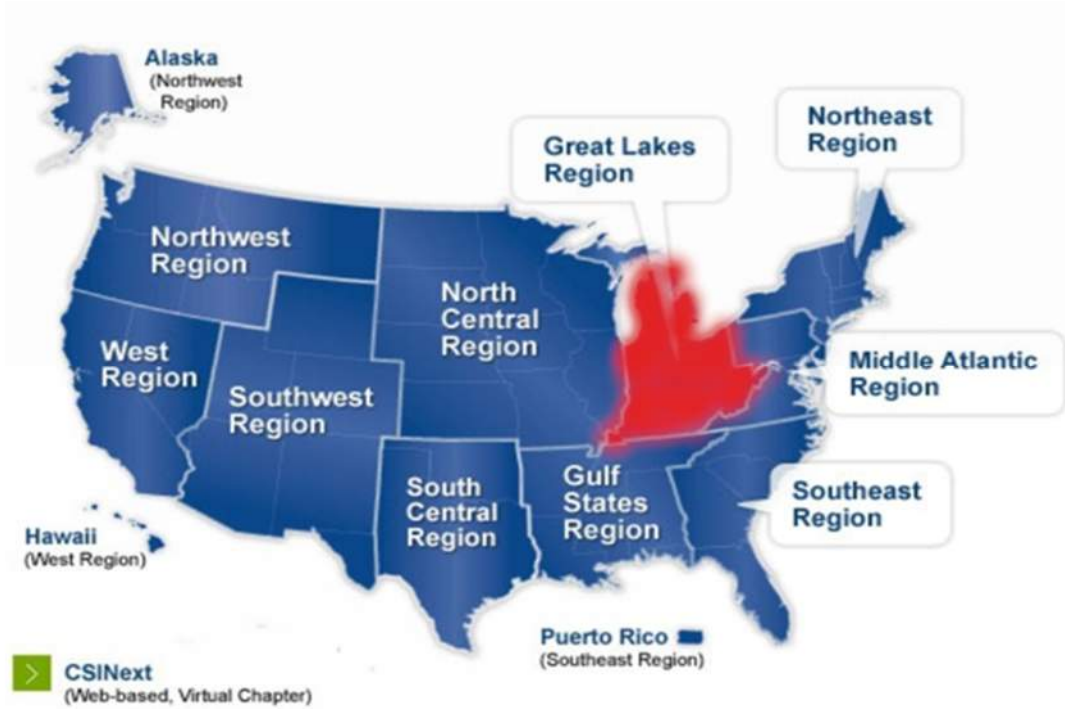 Alaska
(Northwest
Region)
Northeast
Region
Great Lakes
Region
Northwest
Region
North
Central
Region
West
Region
Middle Atlantic
Region
Southwest
Region
Gulf
States
Region
South
Central
Region
Southeast
Region
Hawaii
(West Region)
Puerto Rico
(Southeast Region)
CSINext
(Web-based, Virtual Chapter)